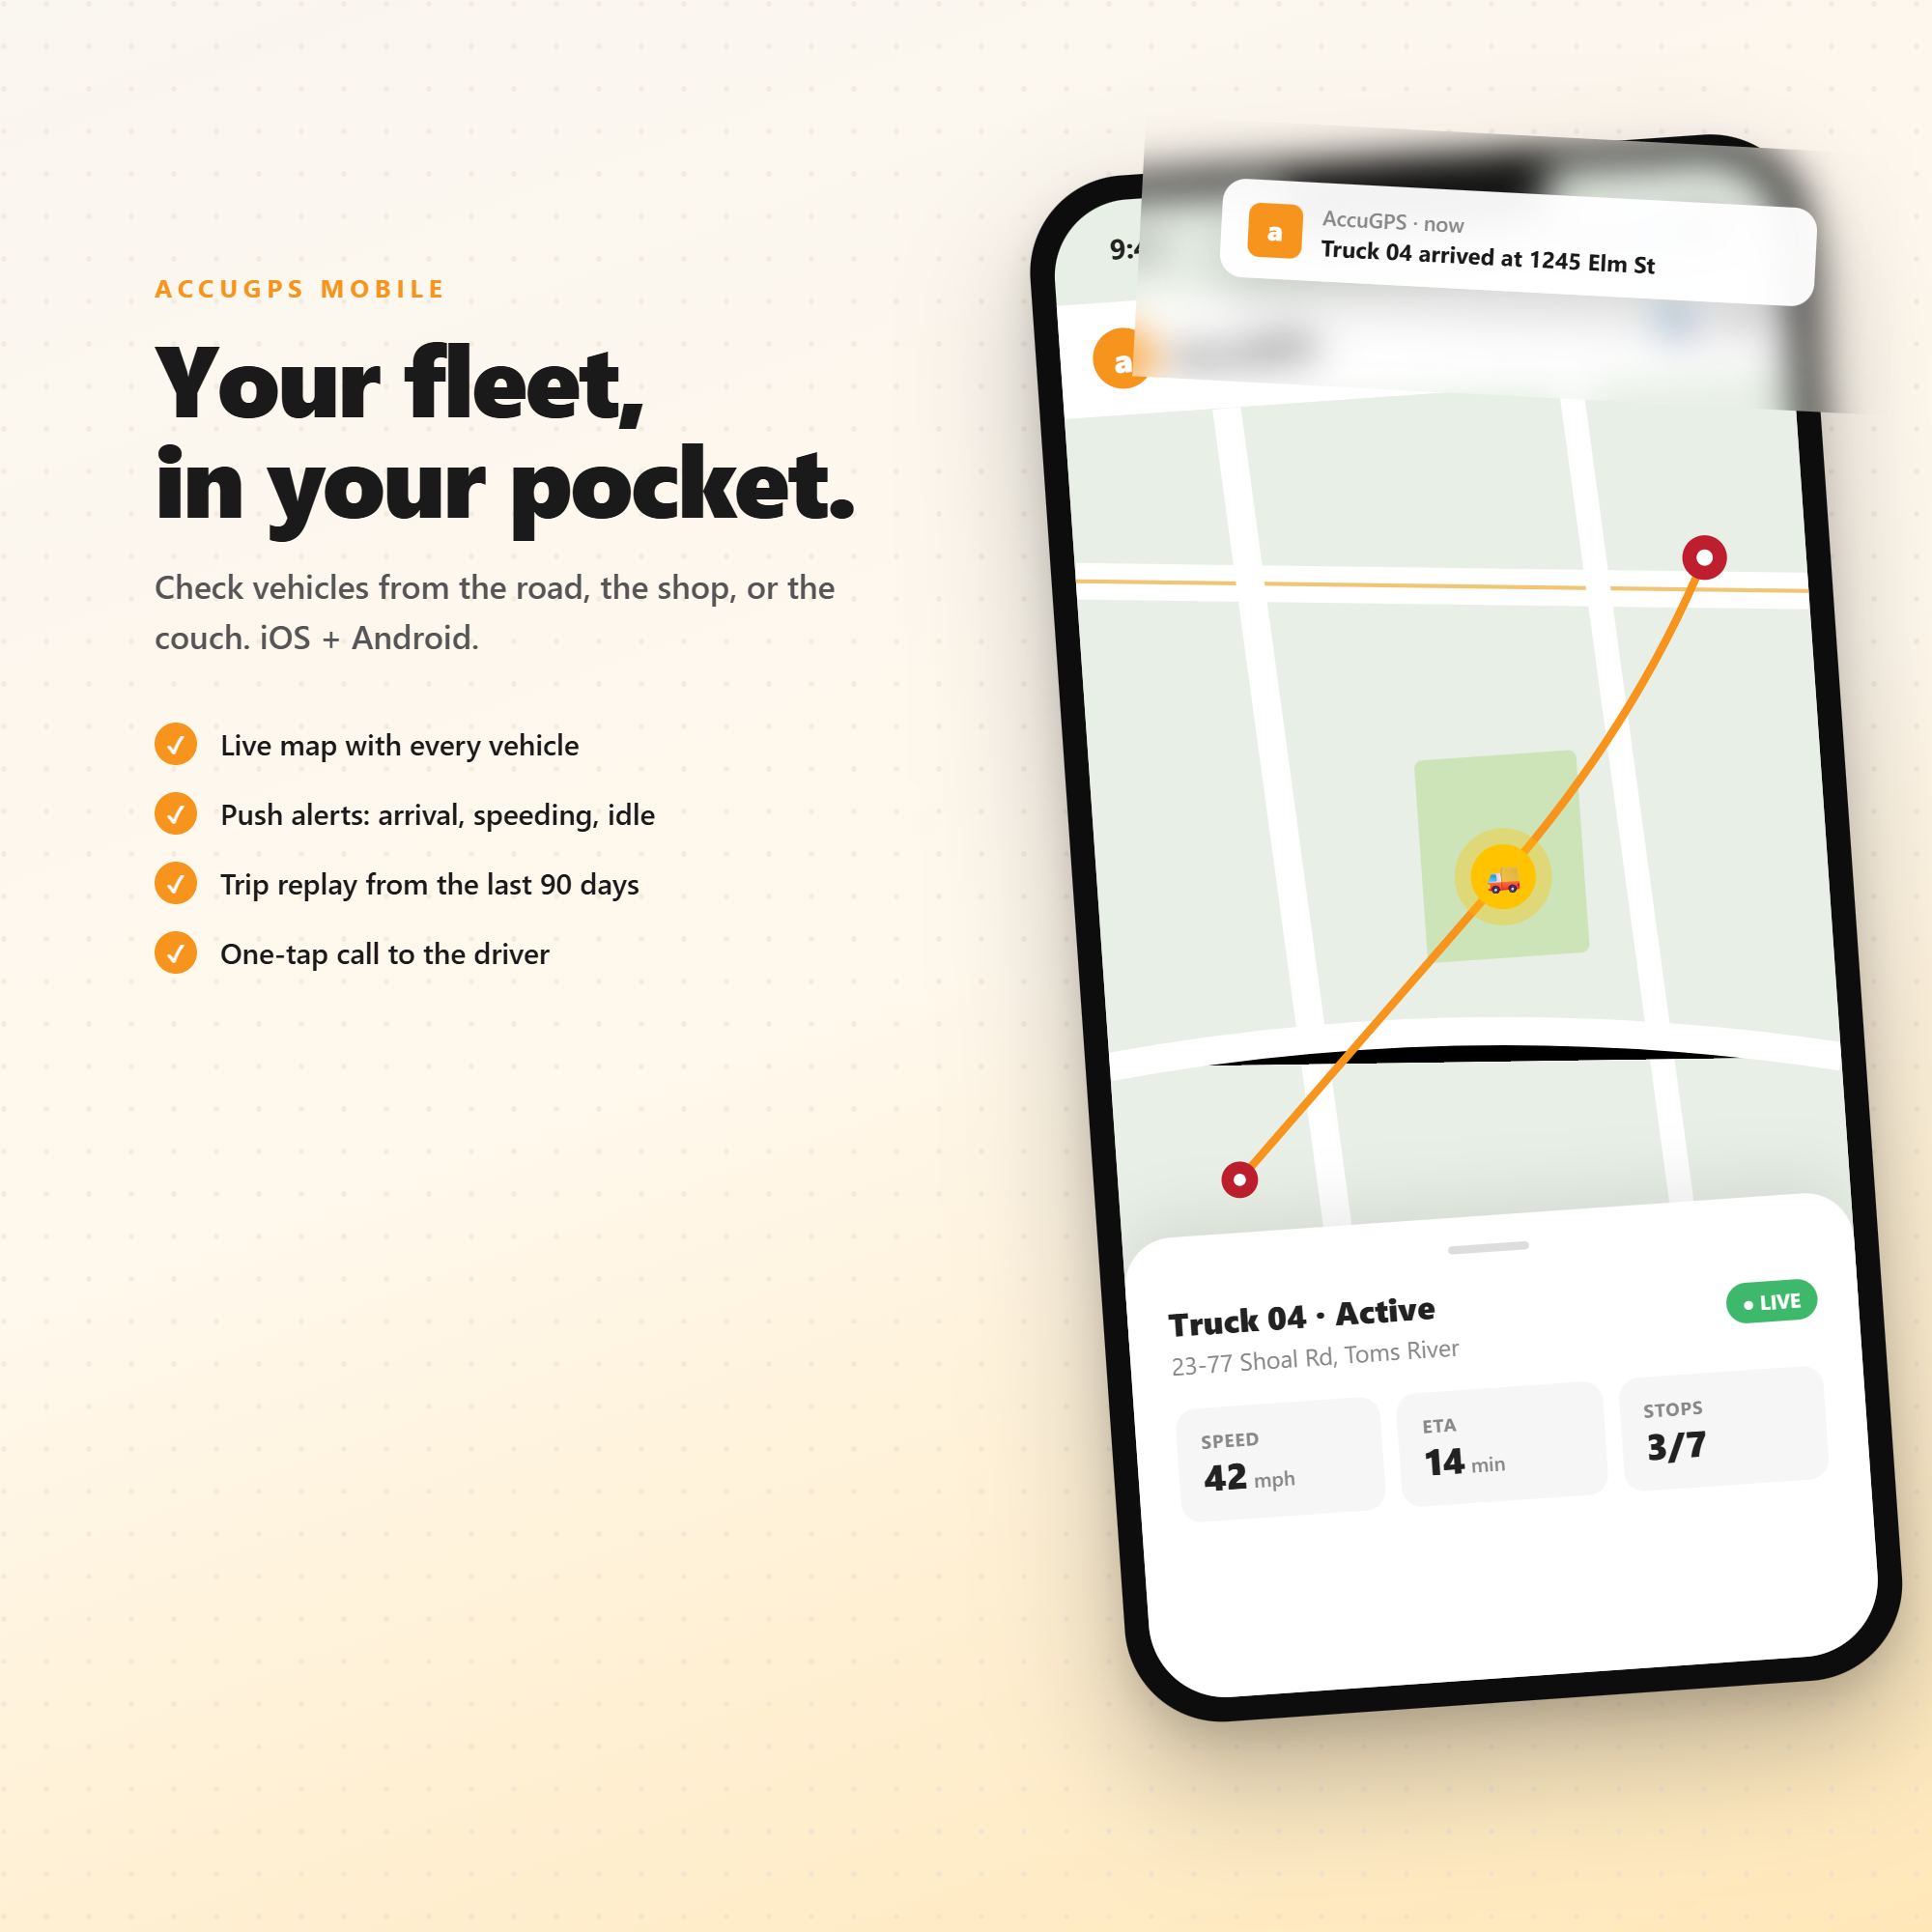 ACCUGPS MOBILE
Your fleet,
in your pocket.
Check vehicles from the road, the shop, or the
couch. iOS + Android.
Live map with every vehicle
Push alerts: arrival, speeding, idle
Trip replay from the last 90 days
One-tap call to the driver
a
AccuGPS · now
Truck 04 arrived at 1245 Elm St
a
Truck 04 · Active
• LIVE
23-77 Shoal Rd, Toms River
SPEED
42 mph
ETA
14 min
STOPS
3/7